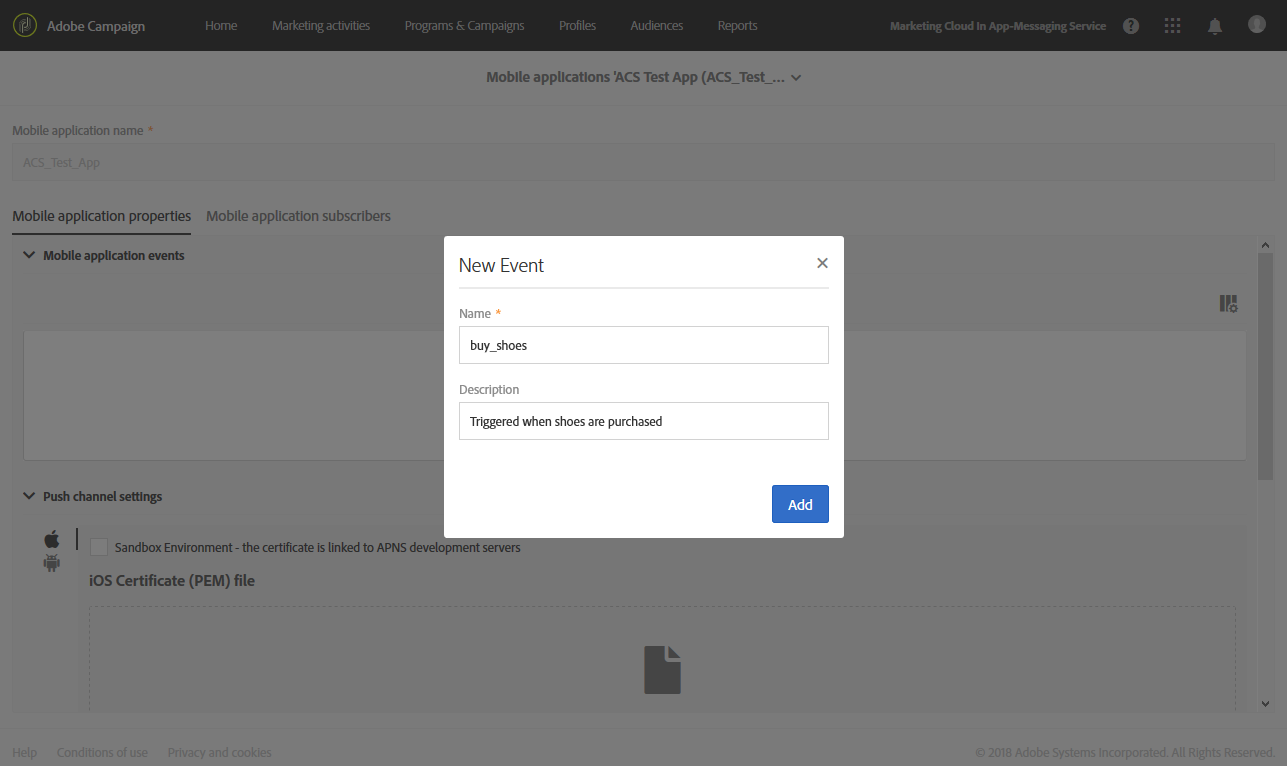 Adobe Campaign Home Marketing activities Programs & Campaigns Profiles Audiences Reports Marketing Cloud In App-Messaging Service ?
Mobile applications 'ACS Test App (ACS_Test_...
Mobile application name *
ACS_Test_App
Mobile application properties Mobile application subscribers
Mobile application events
New Event
Name *
buy_shoes
Description
Triggered when shoes are purchased
Add
Push channel settings
Sandbox Environment - the certificate is linked to APNS development servers
iOS Certificate (PEM) file
Help Conditions of use Privacy and cookies © 2018 Adobe Systems Incorporated. All Rights Reserved.